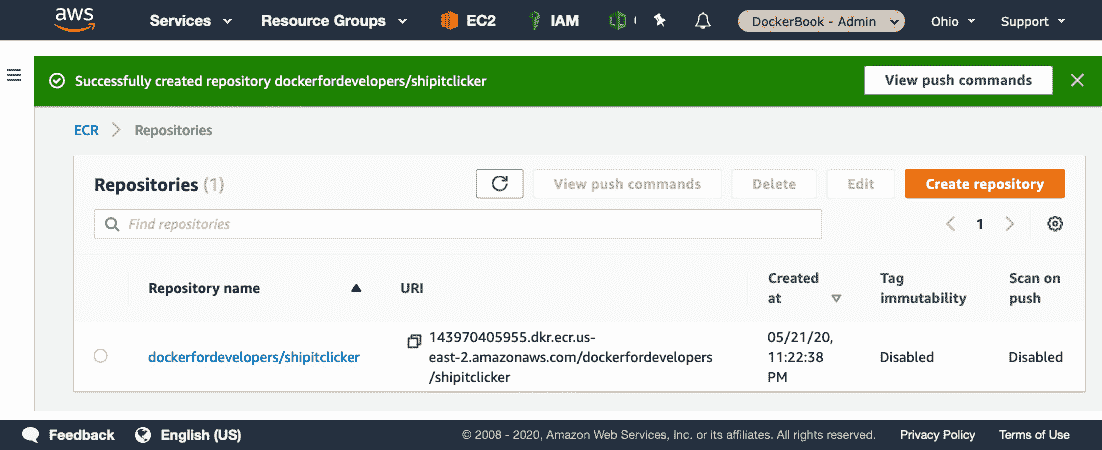 aws Services Resource Groups EC2 IAM DockerBook - Admin Ohio Support
Successfully created repository dockerfordevelopers/shipitclicker View push commands
ECR Repositories
Repositories (1) View push commands Delete Edit Create repository
Find repositories 1
Repository name URI Created at Tag immutability Scan on push
dockerfordevelopers/shipitclicker
143970405955.dkr.ecr.us-
east-2.amazonaws.com/dockerfordevelopers
/shipitclicker
05/21/20,
11:22:38
PM
Disabled
Disabled
Feedback English (US) © 2008 - 2020, Amazon Web Services, Inc. or its affiliates. All rights reserved. Privacy Policy Terms of Use